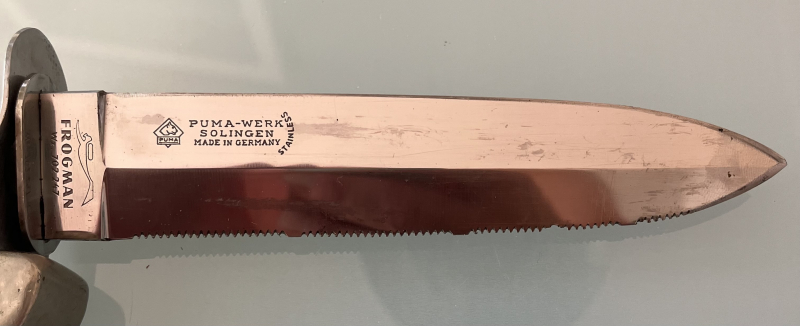 PUMA-WERK
SOLINGEN
MADE IN GERMANY
STAINLESS
PUMA
FROGMAN